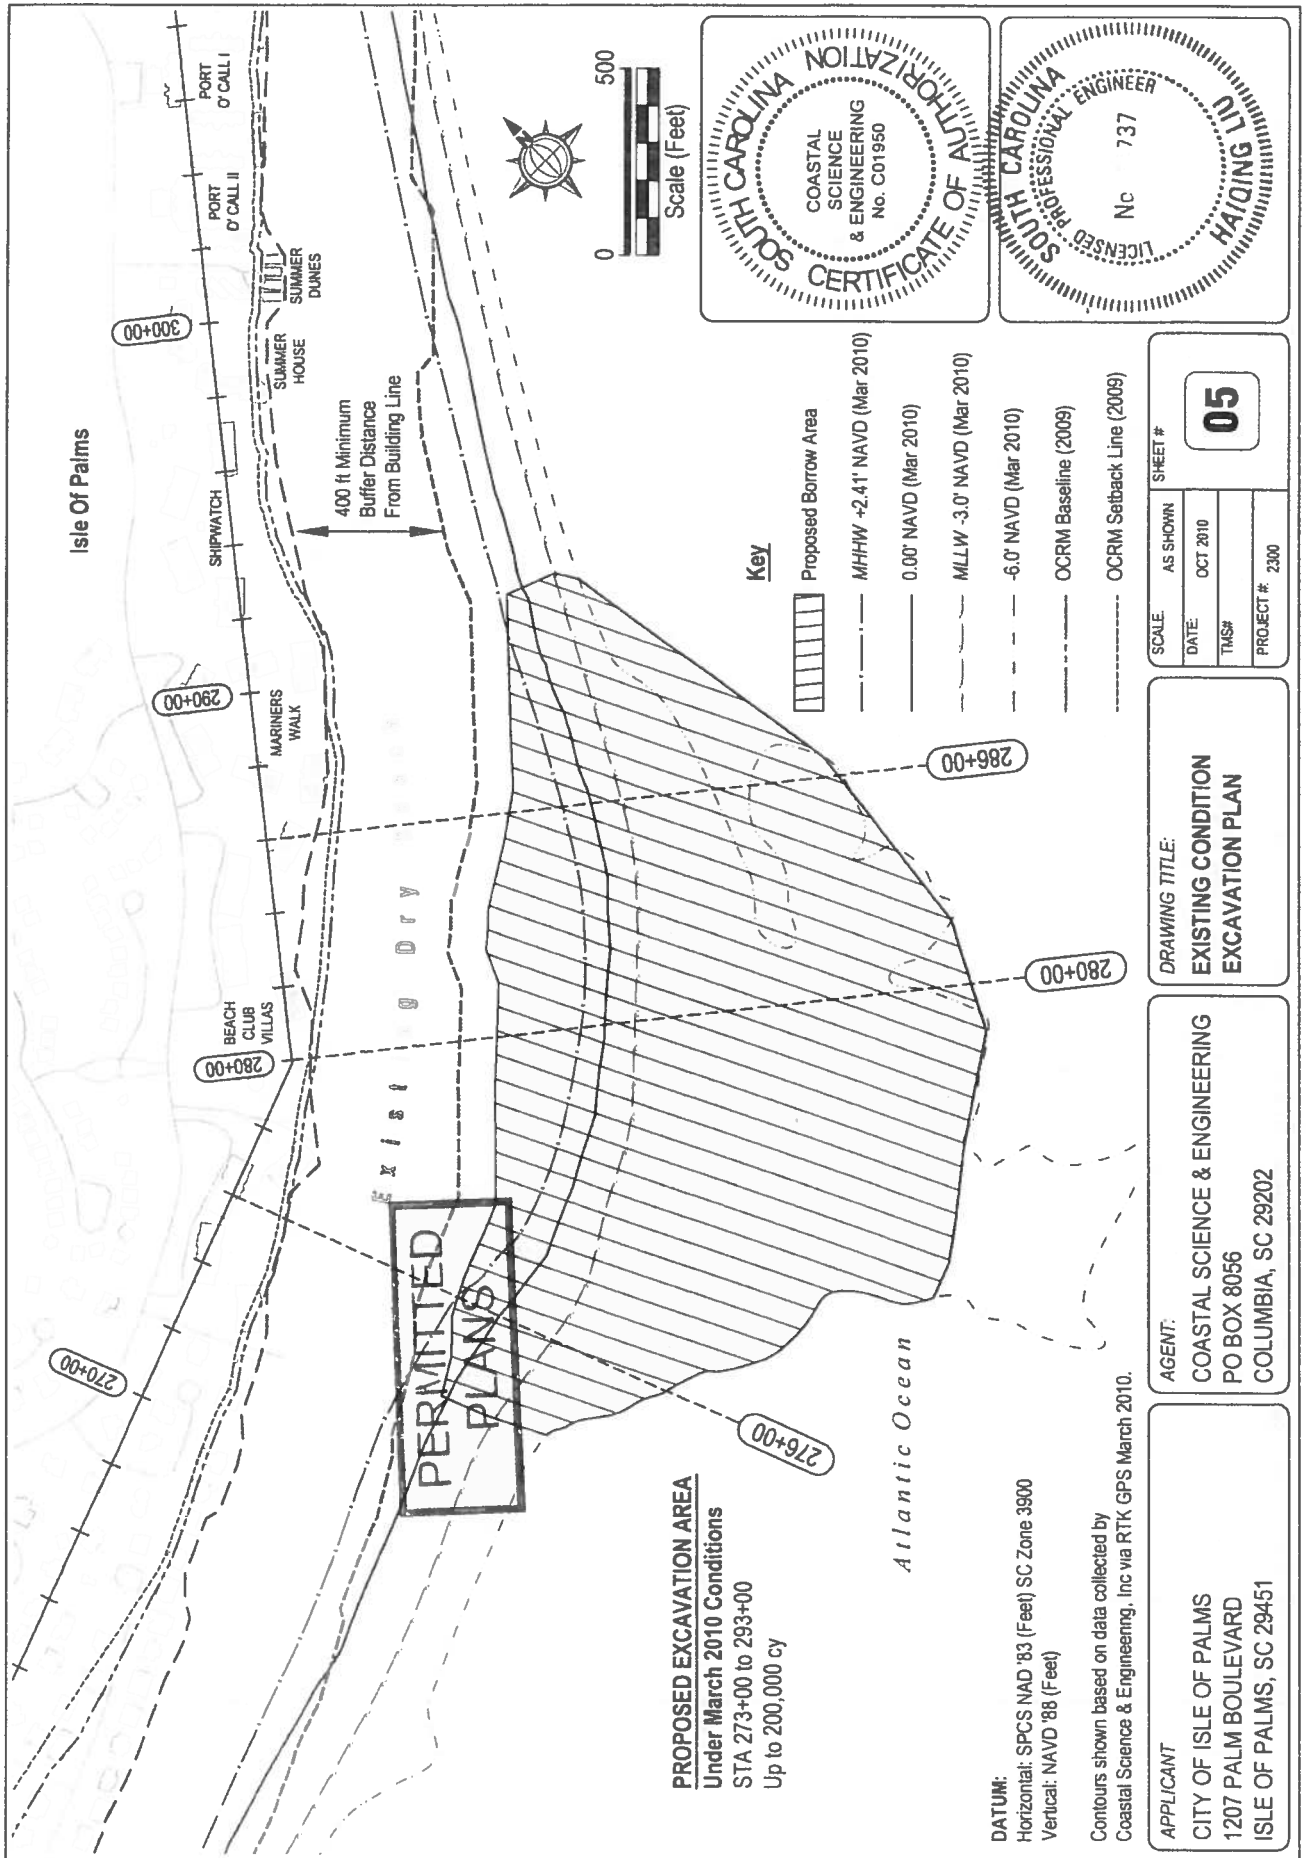 Isle Of Palms
PORT
O' CALL I
PORT
O' CALL II
SUMMER
DUNES
SUMMER
HOUSE
SHIPWATCH
MARINERS
WALK
BEACH
CLUB
VILLAS
300+00
290+00
280+00
270+00
400 ft Minimum
Buffer Distance
From Building Line
286+00
280+00
276+00
PERMITTED
PLANS
Atlantic Ocean
0 500
Scale (Feet)
SOUTH CAROLINA
CERTIFICATE OF AUTHORIZATION
COASTAL
SCIENCE
& ENGINEERING
No. C01950
SOUTH CAROLINA
LICENSED PROFESSIONAL ENGINEER
737
HAIQING LIU
Key
Proposed Borrow Area
MHHW +2.41' NAVD (Mar 2010)
0.00' NAVD (Mar 2010)
MLLW -3.0' NAVD (Mar 2010)
-6.0' NAVD (Mar 2010)
OCRM Baseline (2009)
OCRM Setback Line (2009)
PROPOSED EXCAVATION AREA
Under March 2010 Conditions
STA 273+00 to 293+00
Up to 200,000 cy
DATUM:
Horizontal: SPCS NAD '83 (Feet) SC Zone 3900
Vertical: NAVD '88 (Feet)
Contours shown based on data collected by
Coastal Science & Engineering, Inc via RTK GPS March 2010.
APPLICANT
CITY OF ISLE OF PALMS
1207 PALM BOULEVARD
ISLE OF PALMS, SC 29451
AGENT:
COASTAL SCIENCE & ENGINEERING
PO BOX 8056
COLUMBIA, SC 29202
DRAWING TITLE:
EXISTING CONDITION
EXCAVATION PLAN
SCALE. AS SHOWN
DATE: OCT 2010
TMS#
PROJECT #: 2300
SHEET #
05